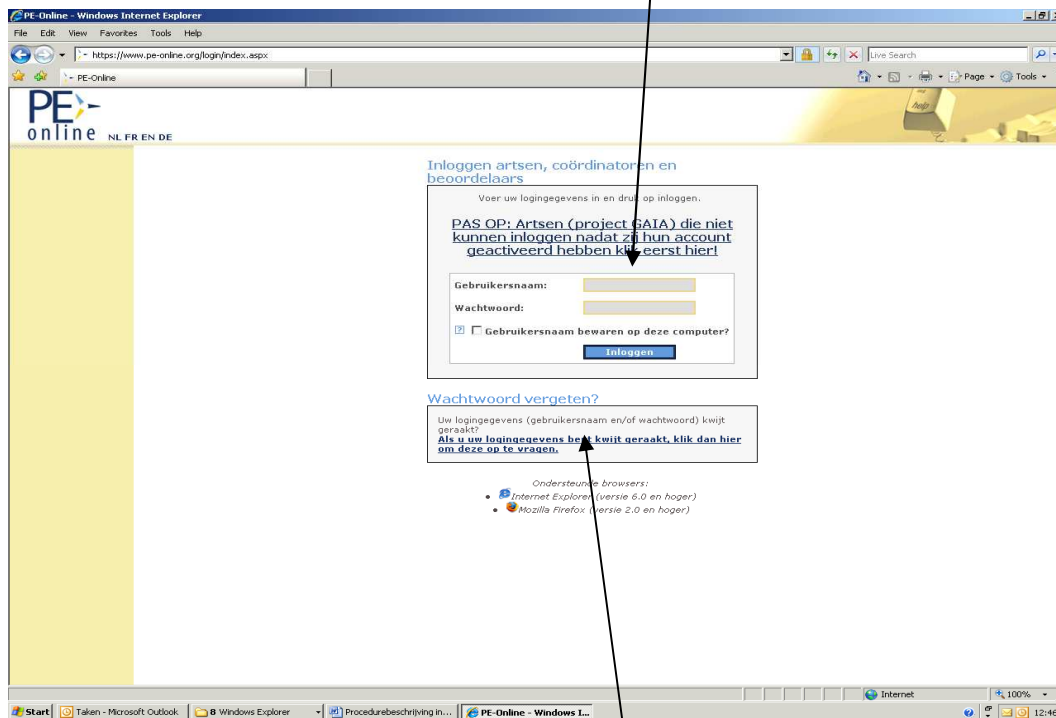 PE-Online - Windows Internet Explorer
File Edit View Favorites Tools Help
https://www.pe-online.org/login/index.aspx
Live Search
PE-Online
Page Tools
PE
online NL FR EN DE
help
Inloggen artsen, coördinatoren en
beoordelaars
Voer uw logingegevens in en druk op inloggen.
PAS OP: Artsen (project GAIA) die niet
kunnen inloggen nadat zij hun account
geactiveerd hebben klik eerst hier!
Gebruikersnaam:
Wachtwoord:
? Gebruikersnaam bewaren op deze computer?
Inloggen
Wachtwoord vergeten?
Uw logingegevens (gebruikersnaam en/of wachtwoord) kwijt
geraakt?
Als u uw logingegevens bent kwijt geraakt, klik dan hier
om deze op te vragen.
Ondersteunde browsers:
• Internet Explorer (versie 6.0 en hoger)
• Mozilla Firefox (versie 2.0 en hoger)
Internet 100%
Start Taken - Microsoft Outlook 8 Windows Explorer Procedurebeschrijving in... PE-Online - Windows I... 12:46